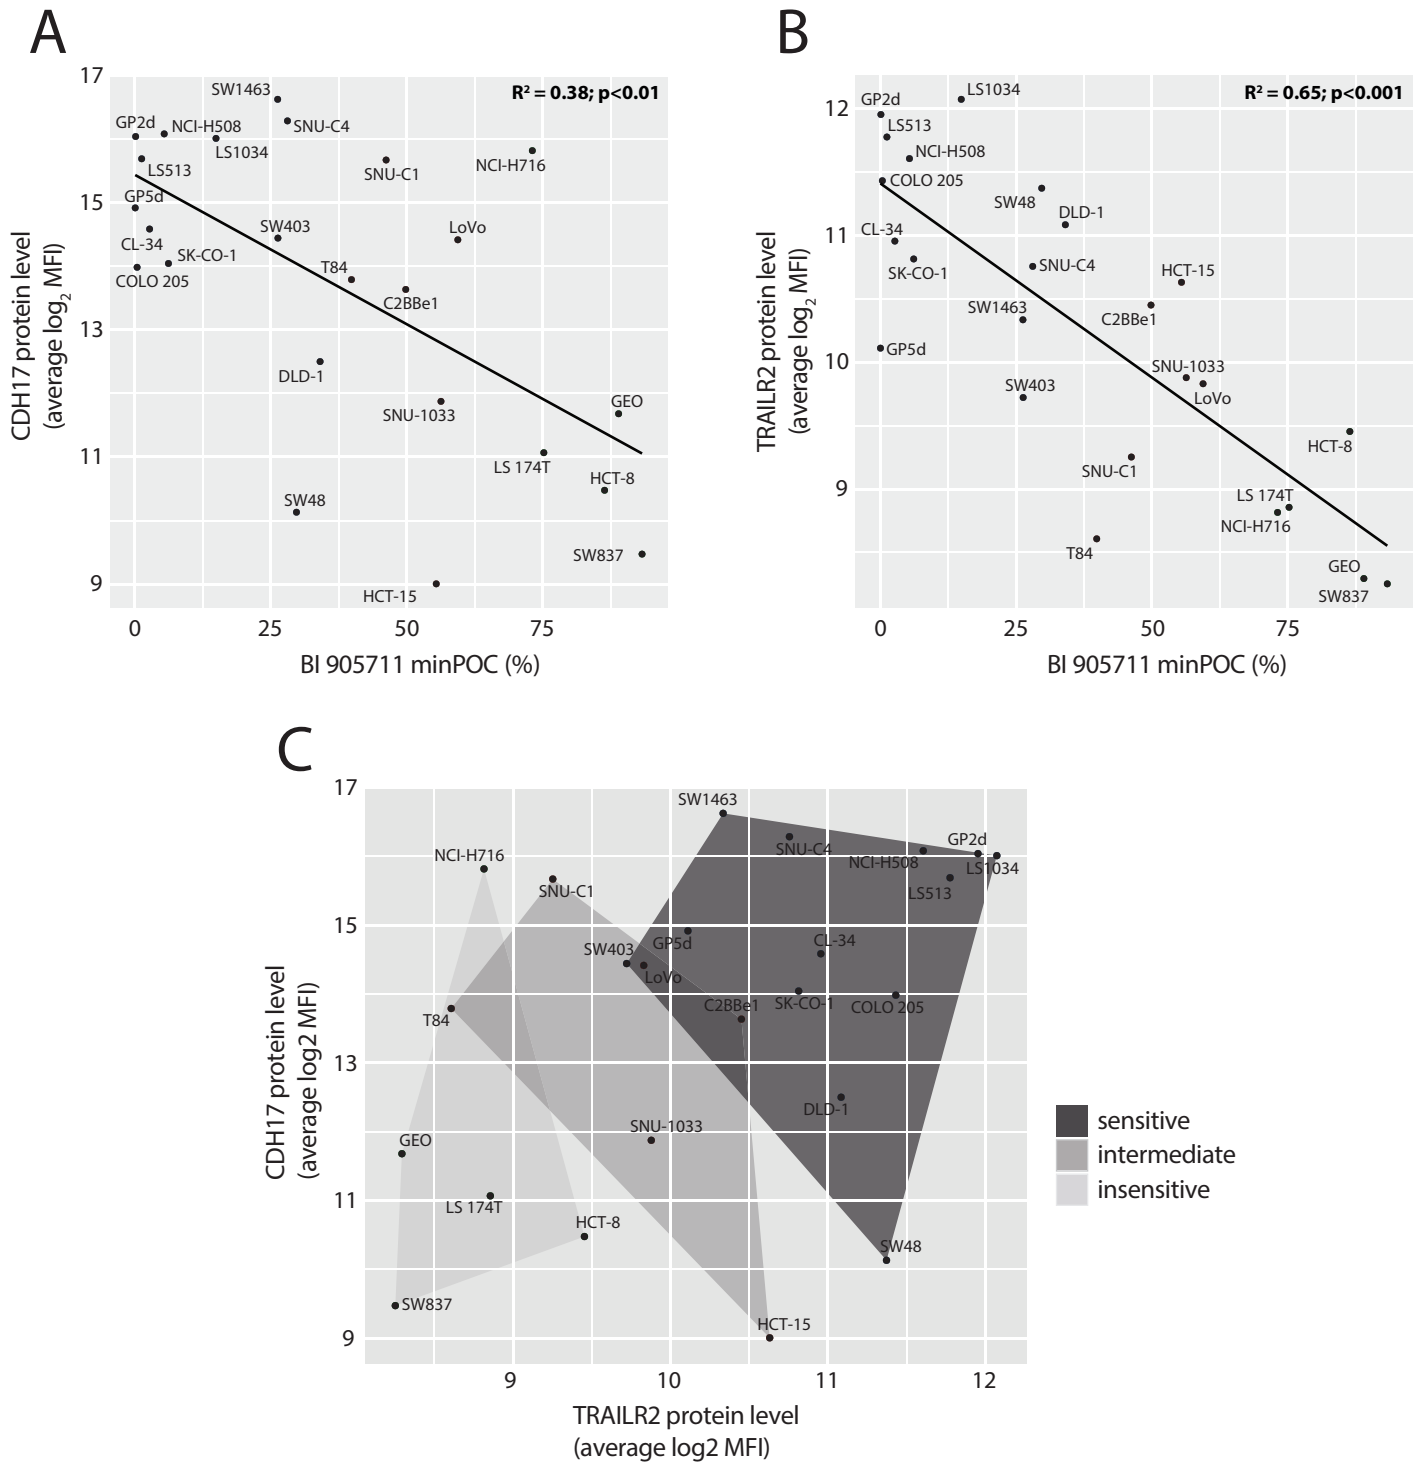 A
B
17
15
13
11
9
CDH17 protein level
(average log2 MFI)
R² = 0.38; p<0.01
SW1463
GP2d
NCI-H508
SNU-C4
LS1034
LS513
SNU-C1
NCI-H716
GP5d
CL-34
SW403
LoVo
SK-CO-1
COLO 205
T84
C2BBe1
DLD-1
SNU-1033
GEO
LS 174T
HCT-8
SW48
SW837
HCT-15
0
25
50
75
BI 905711 minPOC (%)
12
11
10
9
TRAILR2 protein level
(average log2 MFI)
R² = 0.65; p<0.001
LS1034
GP2d
LS513
NCI-H508
COLO 205
SW48
DLD-1
CL-34
SK-CO-1
SNU-C4
HCT-15
SW1463
C2BBe1
GP5d
SNU-1033
SW403
LoVo
HCT-8
SNU-C1
LS 174T
NCI-H716
T84
GEO
SW837
0
25
50
75
BI 905711 minPOC (%)
C
17
15
13
11
9
CDH17 protein level
(average log2 MFI)
SW1463
SNU-C4
GP2d
NCI-H508
LS1034
NCI-H716
SNU-C1
LS513
SW403
GP5d
CL-34
LoVo
T84
C2BBe1
SK-CO-1
COLO 205
DLD-1
SNU-1033
GEO
LS 174T
HCT-8
SW48
SW837
HCT-15
9
10
11
12
TRAILR2 protein level
(average log2 MFI)
sensitive
intermediate
insensitive